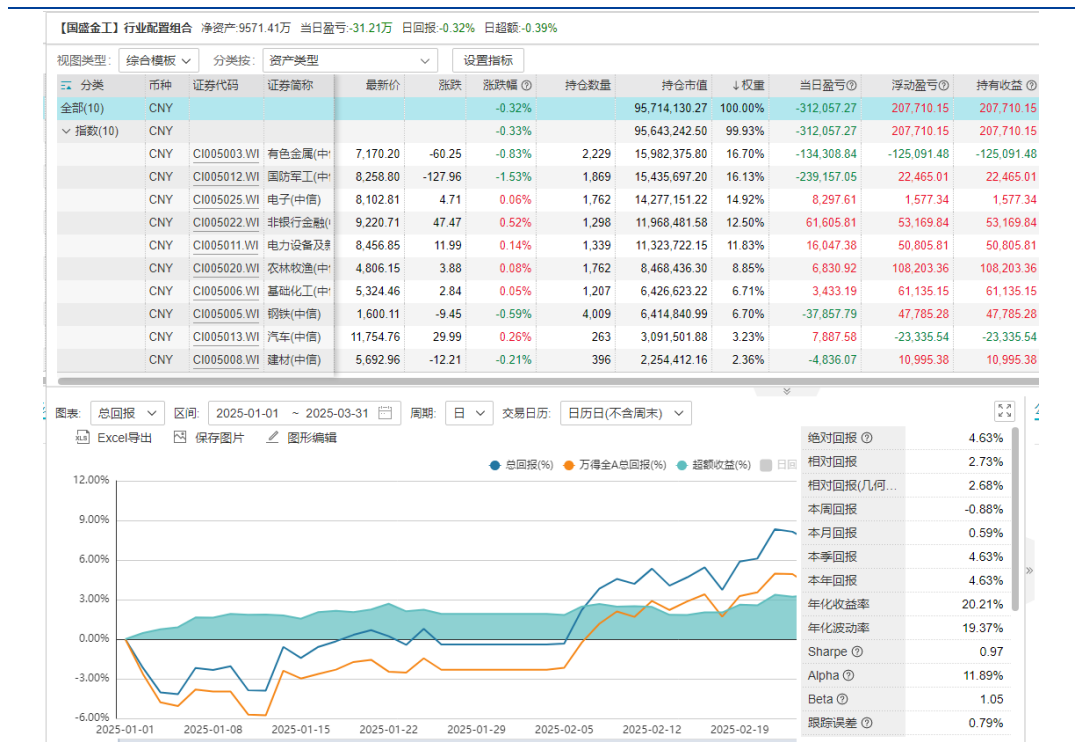 【国盛金工】行业配置组合 净资产:9571.41万 当日盈亏:-31.21万 日回报:-0.32% 日超额:-0.39%
视图类型: 综合模板 分类按: 资产类型 设置指标
分类 币种 证券代码 证券简称 最新价 涨跌 涨跌幅 持仓数量 持仓市值 ↓权重 当日盈亏 浮动盈亏 持有收益
全部(10) CNY -0.32% 95,714,130.27 100.00% -312,057.27 207,710.15 207,710.15
指数(10) CNY -0.33% 95,643,242.50 99.93% -312,057.27 207,710.15 207,710.15
CNY CI005003.WI 有色金属(中 7,170.20 -60.25 -0.83% 2,229 15,982,375.80 16.70% -134,308.84 -125,091.48 -125,091.48
CNY CI005012.WI 国防军工(中 8,258.80 -127.96 -1.53% 1,869 15,435,697.20 16.13% -239,157.05 22,465.01 22,465.01
CNY CI005025.WI 电子(中信) 8,102.81 4.71 0.06% 1,762 14,277,151.22 14.92% 8,297.61 1,577.34 1,577.34
CNY CI005022.WI 非银行金融( 9,220.71 47.47 0.52% 1,298 11,968,481.58 12.50% 61,605.81 53,169.84 53,169.84
CNY CI005011.WI 电力设备及新 8,456.85 11.99 0.14% 1,339 11,323,722.15 11.83% 16,047.38 50,805.81 50,805.81
CNY CI005020.WI 农林牧渔(中 4,806.15 3.88 0.08% 1,762 8,468,436.30 8.85% 6,830.92 108,203.36 108,203.36
CNY CI005006.WI 基础化工(中 5,324.46 2.84 0.05% 1,207 6,426,623.22 6.71% 3,433.19 61,135.15 61,135.15
CNY CI005005.WI 钢铁(中信) 1,600.11 -9.45 -0.59% 4,009 6,414,840.99 6.70% -37,857.79 47,785.28 47,785.28
CNY CI005013.WI 汽车(中信) 11,754.76 29.99 0.26% 263 3,091,501.88 3.23% 7,887.58 -23,335.54 -23,335.54
CNY CI005008.WI 建材(中信) 5,692.96 -12.21 -0.21% 396 2,254,412.16 2.36% -4,836.07 10,995.38 10,995.38
图表: 总回报 区间: 2025-01-01 ~ 2025-03-31 周期: 日 交易日历: 日历日(不含周末)
Excel导出 保存图片 图形编辑
总回报(%) 万得全A总回报(%) 超额收益(%) 日回
12.00%
9.00%
6.00%
3.00%
0.00%
-3.00%
-6.00%
2025-01-01 2025-01-08 2025-01-15 2025-01-22 2025-01-29 2025-02-05 2025-02-12 2025-02-19
绝对回报 4.63%
相对回报 2.73%
相对回报(几何... 2.68%
本周回报 -0.88%
本月回报 0.59%
本季回报 4.63%
本年回报 4.63%
年化收益率 20.21%
年化波动率 19.37%
Sharpe 0.97
Alpha 11.89%
Beta 1.05
跟踪误差 0.79%